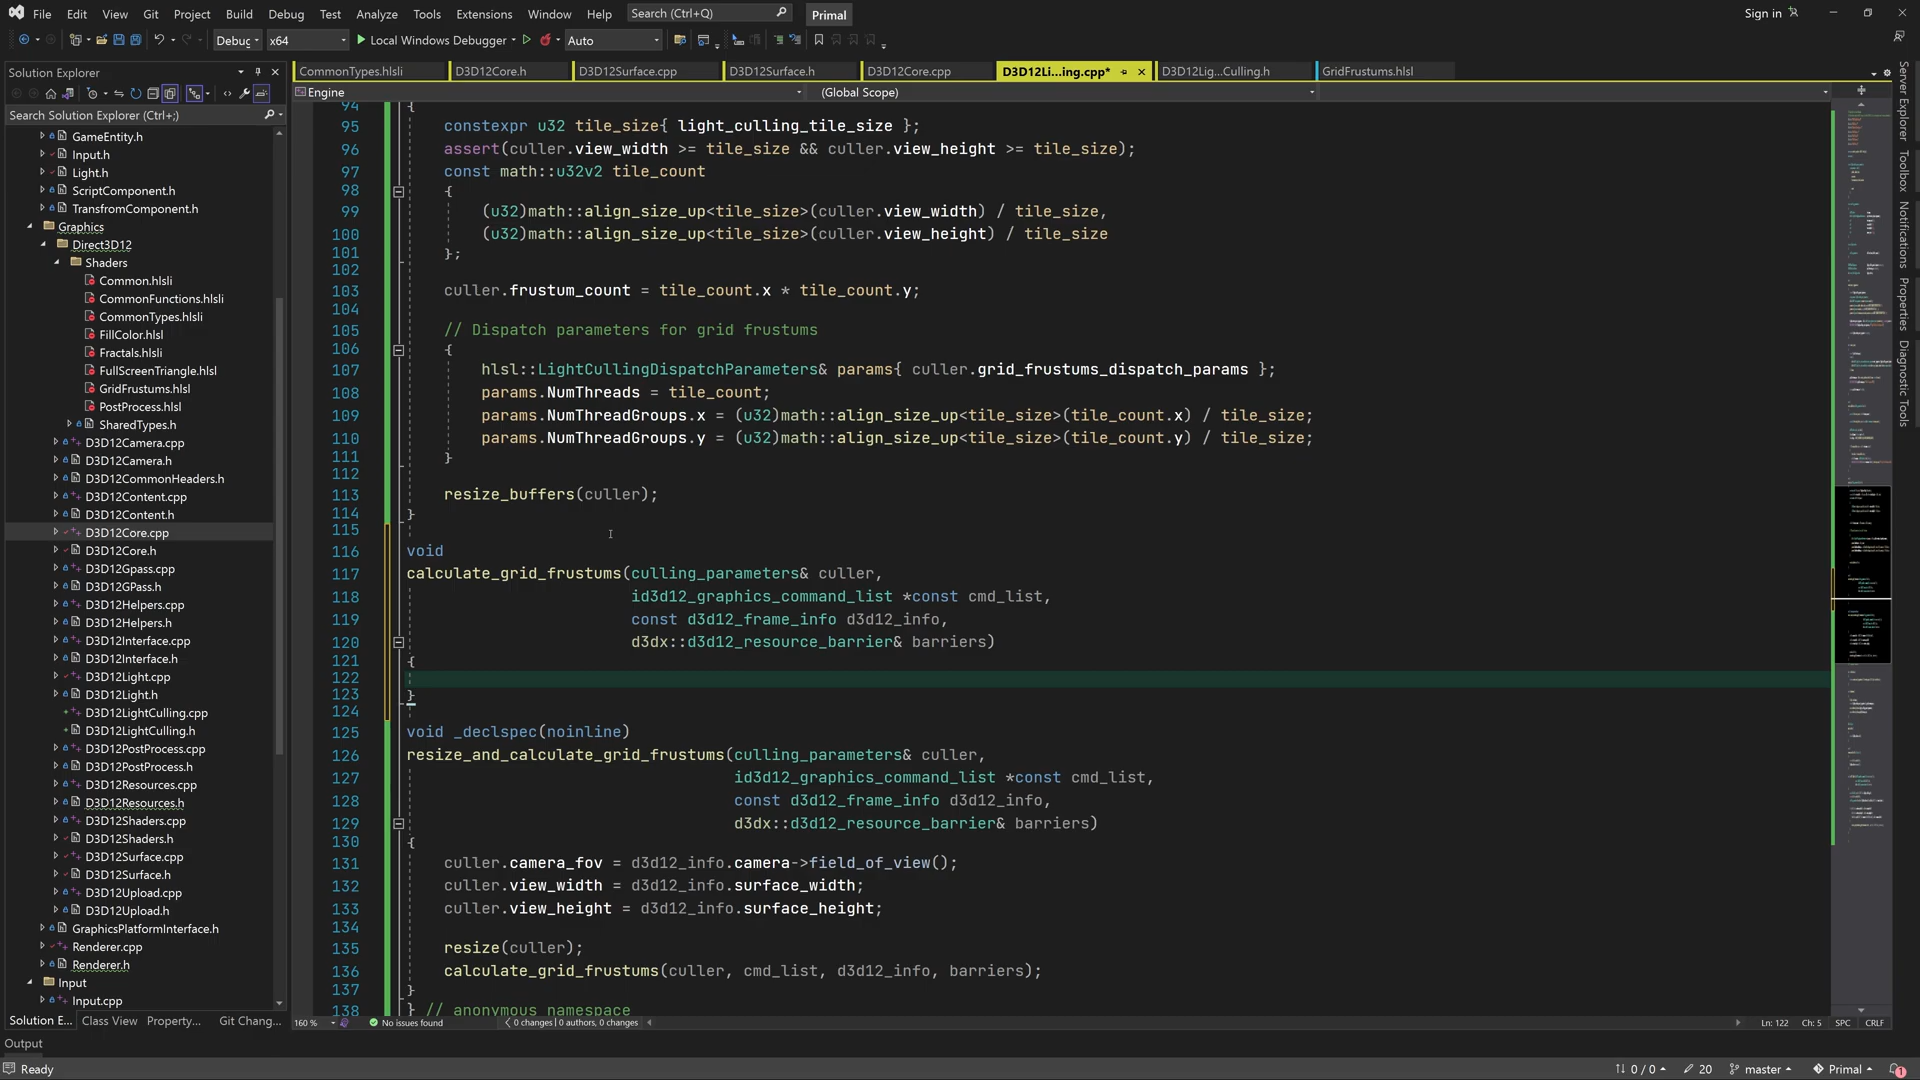 File Edit View Git Project Build Debug Test Analyze Tools Extensions Window Help Search (Ctrl+Q) Primal Sign in
Debug x64 Local Windows Debugger Auto
Solution Explorer
Search Solution Explorer (Ctrl+;)
GameEntity.h
Input.h
Light.h
ScriptComponent.h
TransfromComponent.h
Graphics
Direct3D12
Shaders
Common.hlsli
CommonFunctions.hlsli
CommonTypes.hlsli
FillColor.hlsl
Fractals.hlsli
FullScreenTriangle.hlsl
GridFrustums.hlsl
PostProcess.hlsl
SharedTypes.h
D3D12Camera.cpp
D3D12Camera.h
D3D12CommonHeaders.h
D3D12Content.cpp
D3D12Content.h
D3D12Core.cpp
D3D12Core.h
D3D12Gpass.cpp
D3D12GPass.h
D3D12Helpers.cpp
D3D12Helpers.h
D3D12Interface.cpp
D3D12Interface.h
D3D12Light.cpp
D3D12Light.h
D3D12LightCulling.cpp
D3D12LightCulling.h
D3D12PostProcess.cpp
D3D12PostProcess.h
D3D12Resources.cpp
D3D12Resources.h
D3D12Shaders.cpp
D3D12Shaders.h
D3D12Surface.cpp
D3D12Surface.h
D3D12Upload.cpp
D3D12Upload.h
GraphicsPlatformInterface.h
Renderer.cpp
Renderer.h
Input
Input.cpp
Solution E... Class View Property... Git Chang...
CommonTypes.hlsli D3D12Core.h D3D12Surface.cpp D3D12Surface.h D3D12Core.cpp D3D12Li...ing.cpp* D3D12Lig...Culling.h GridFrustums.hlsl
Engine (Global Scope)
94 {
95 constexpr u32 tile_size{ light_culling_tile_size };
96 assert(culler.view_width >= tile_size && culler.view_height >= tile_size);
97 const math::u32v2 tile_count
98 {
99 (u32)math::align_size_up<tile_size>(culler.view_width) / tile_size,
100 (u32)math::align_size_up<tile_size>(culler.view_height) / tile_size
101 };
102
103 culler.frustum_count = tile_count.x * tile_count.y;
104
105 // Dispatch parameters for grid frustums
106 {
107 hlsl::LightCullingDispatchParameters& params{ culler.grid_frustums_dispatch_params };
108 params.NumThreads = tile_count;
109 params.NumThreadGroups.x = (u32)math::align_size_up<tile_size>(tile_count.x) / tile_size;
110 params.NumThreadGroups.y = (u32)math::align_size_up<tile_size>(tile_count.y) / tile_size;
111 }
112
113 resize_buffers(culler);
114 }
115
116 void
117 calculate_grid_frustums(culling_parameters& culler,
118 id3d12_graphics_command_list *const cmd_list,
119 const d3d12_frame_info d3d12_info,
120 d3dx::d3d12_resource_barrier& barriers)
121 {
122
123 }
124
125 void _declspec(noinline)
126 resize_and_calculate_grid_frustums(culling_parameters& culler,
127 id3d12_graphics_command_list *const cmd_list,
128 const d3d12_frame_info d3d12_info,
129 d3dx::d3d12_resource_barrier& barriers)
130 {
131 culler.camera_fov = d3d12_info.camera->field_of_view();
132 culler.view_width = d3d12_info.surface_width;
133 culler.view_height = d3d12_info.surface_height;
134
135 resize(culler);
136 calculate_grid_frustums(culler, cmd_list, d3d12_info, barriers);
137 }
138 } // anonymous namespace
160 % No issues found 0 changes | 0 authors, 0 changes Ln: 122 Ch: 5 SPC CRLF
Server Explorer
Toolbox
Notifications
Properties
Diagnostic Tools
Output
Ready 0 / 0 20 master Primal 1